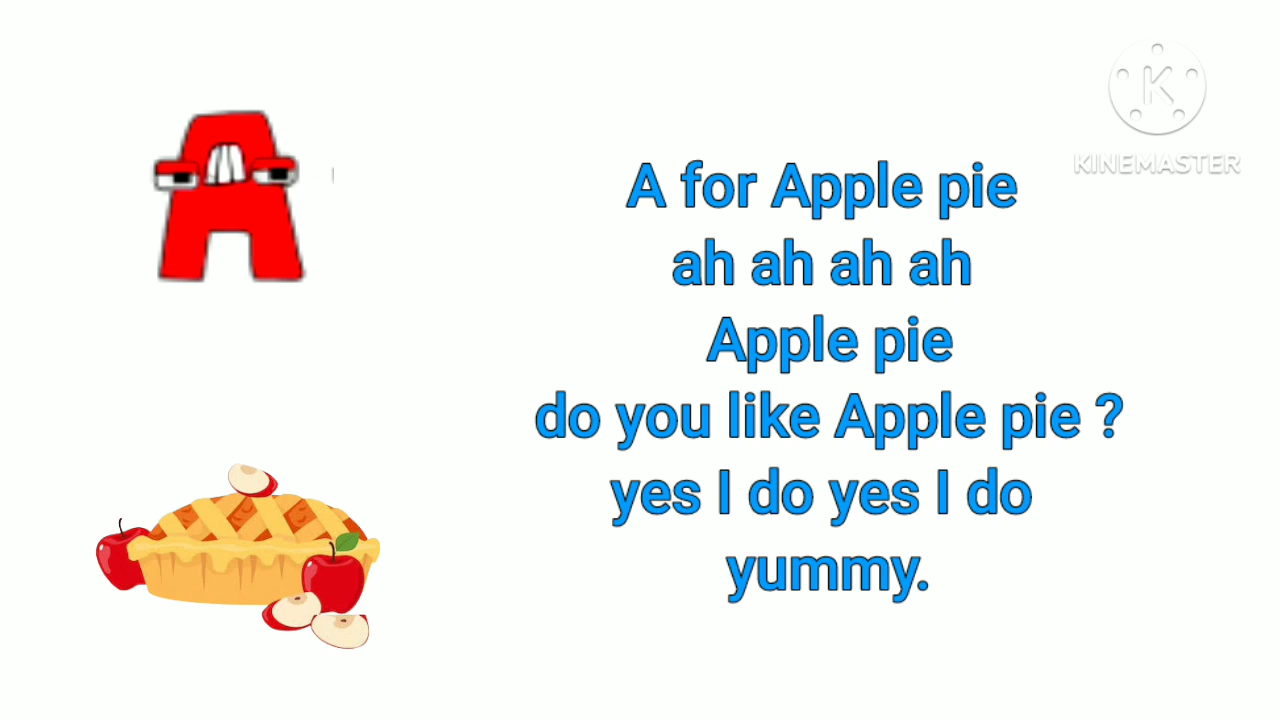 KINEMASTER
A for Apple pie
ah ah ah ah
Apple pie
do you like Apple pie ?
yes I do yes I do
yummy.